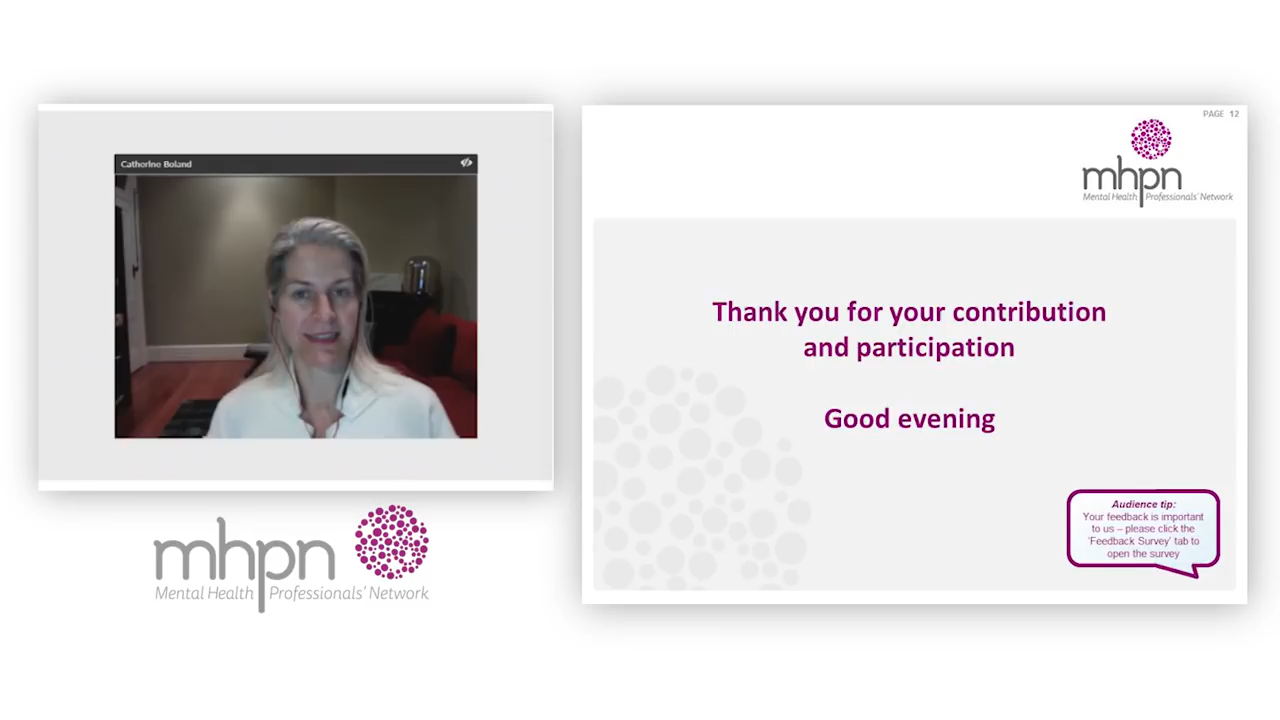 Catherine Boland
mhpn
Mental Health Professionals' Network
PAGE 12
mhpn
Mental Health Professionals' Network
Thank you for your contribution
and participation
Good evening
Audience tip:
Your feedback is important
to us – please click the
'Feedback Survey' tab to
open the survey